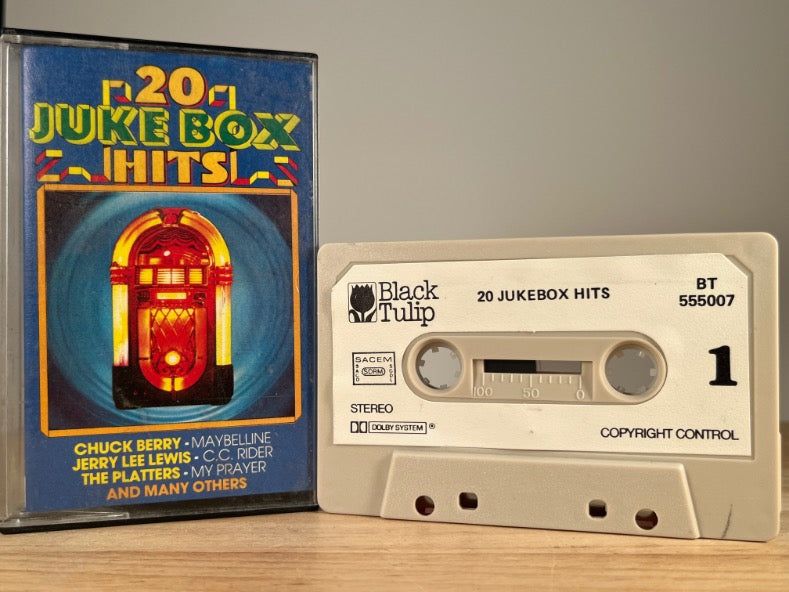 20
JUKE BOX
HITS
CHUCK BERRY • MAYBELLINE
JERRY LEE LEWIS • C.C. RIDER
THE PLATTERS • MY PRAYER
AND MANY OTHERS
Black
Tulip
20 JUKEBOX HITS
BT
555007
SACEM
SDRM
100 50 0
1
STEREO
DOLBY SYSTEM ®
COPYRIGHT CONTROL